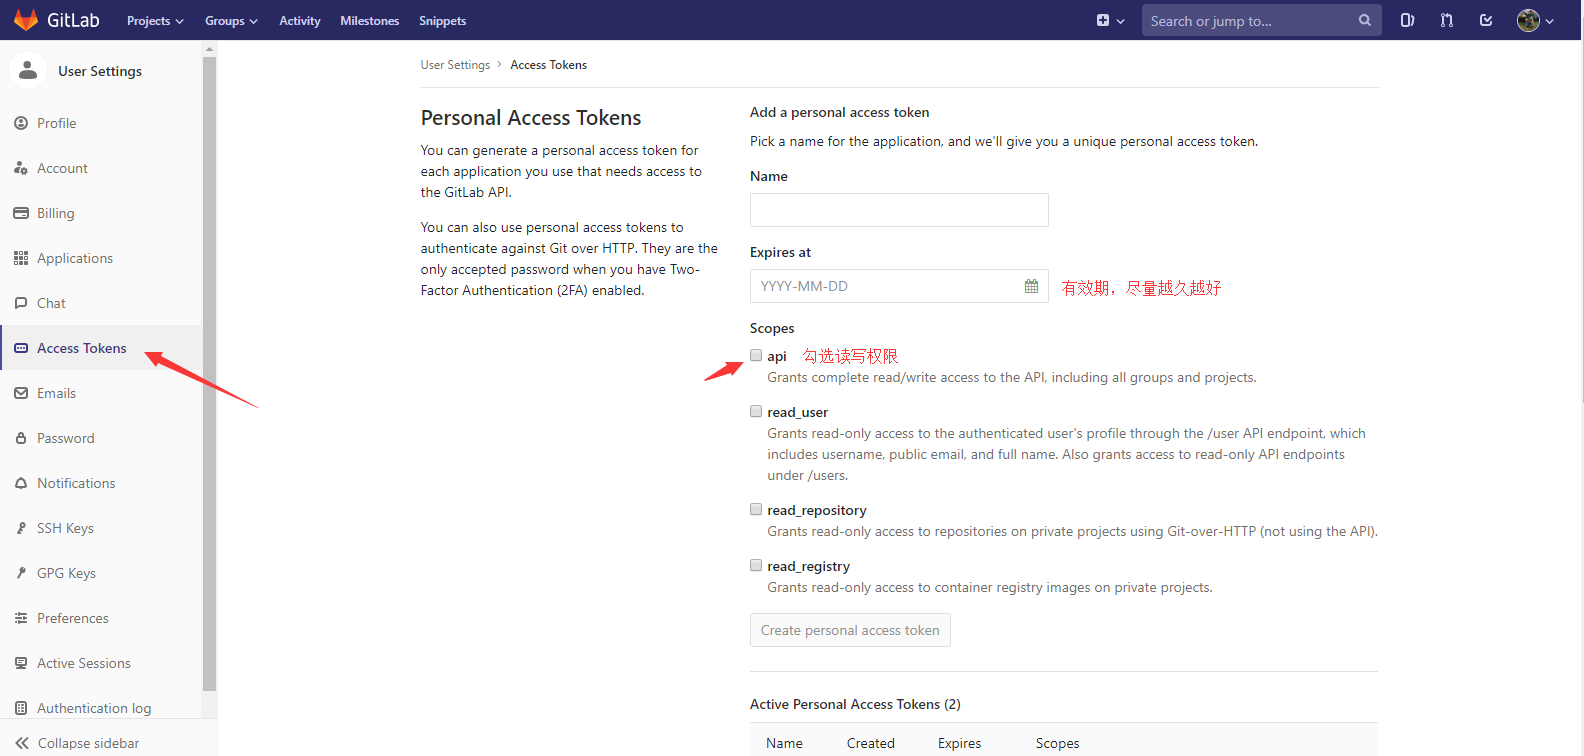 GitLab Projects Groups Activity Milestones Snippets Search or jump to...
User Settings
Profile
Account
Billing
Applications
Chat
Access Tokens
Emails
Password
Notifications
SSH Keys
GPG Keys
Preferences
Active Sessions
Authentication log
Collapse sidebar
User Settings > Access Tokens
Personal Access Tokens
You can generate a personal access token for
each application you use that needs access to
the GitLab API.
You can also use personal access tokens to
authenticate against Git over HTTP. They are the
only accepted password when you have Two-
Factor Authentication (2FA) enabled.
Add a personal access token
Pick a name for the application, and we'll give you a unique personal access token.
Name
Expires at
YYYY-MM-DD 有效期，尽量越久越好
Scopes
api 勾选读写权限
Grants complete read/write access to the API, including all groups and projects.
read_user
Grants read-only access to the authenticated user's profile through the /user API endpoint, which
includes username, public email, and full name. Also grants access to read-only API endpoints
under /users.
read_repository
Grants read-only access to repositories on private projects using Git-over-HTTP (not using the API).
read_registry
Grants read-only access to container registry images on private projects.
Create personal access token
Active Personal Access Tokens (2)
Name Created Expires Scopes